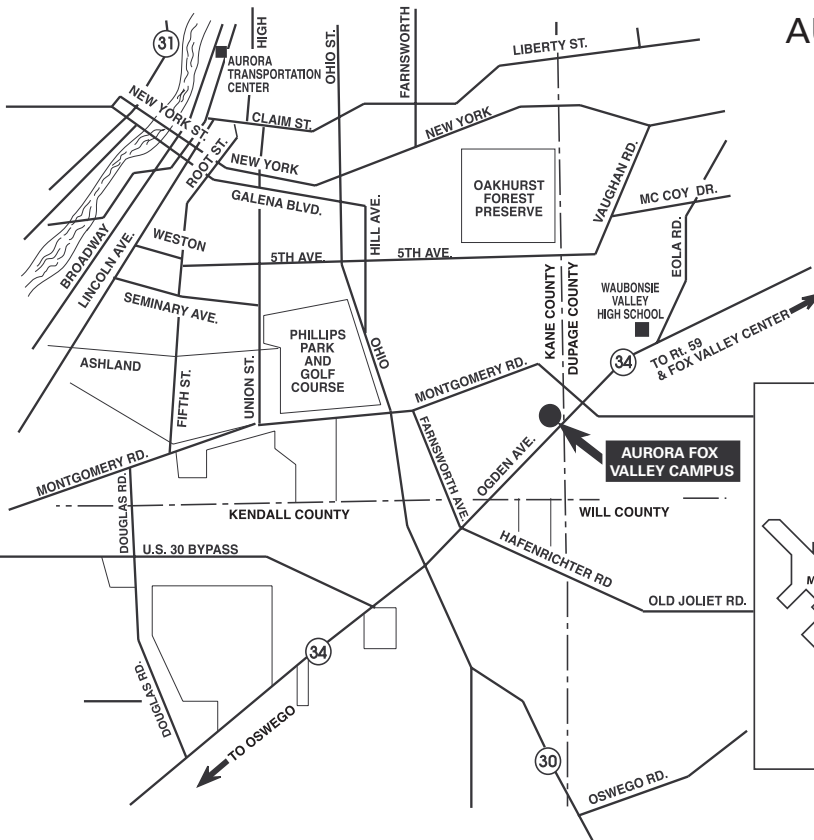 AU
31
HIGH
OHIO ST.
FARNSWORTH
LIBERTY ST.
AURORA
TRANSPORTATION
CENTER
NEW YORK ST.
CLAIM ST.
NEW YORK
ROOT ST.
NEW YORK
GALENA BLVD.
OAKHURST
FOREST
PRESERVE
VAUGHAN RD.
MC COY DR.
HILL AVE.
WESTON
5TH AVE.
5TH AVE.
EOLA RD.
BROADWAY
LINCOLN AVE.
SEMINARY AVE.
KANE COUNTY
DUPAGE COUNTY
WAUBONSIE
VALLEY
HIGH SCHOOL
PHILLIPS
PARK
AND
GOLF
COURSE
OHIO
34
TO Rt. 59
& FOX VALLEY CENTER
ASHLAND
FIFTH ST.
UNION ST.
MONTGOMERY RD.
FARNSWORTH AVE.
OGDEN AVE.
AURORA FOX
VALLEY CAMPUS
MONTGOMERY RD.
DOUGLAS RD.
KENDALL COUNTY
WILL COUNTY
U.S. 30 BYPASS
HAFENRICHTER RD
OLD JOLIET RD.
34
DOUGLAS RD.
TO OSWEGO
30
OSWEGO RD.